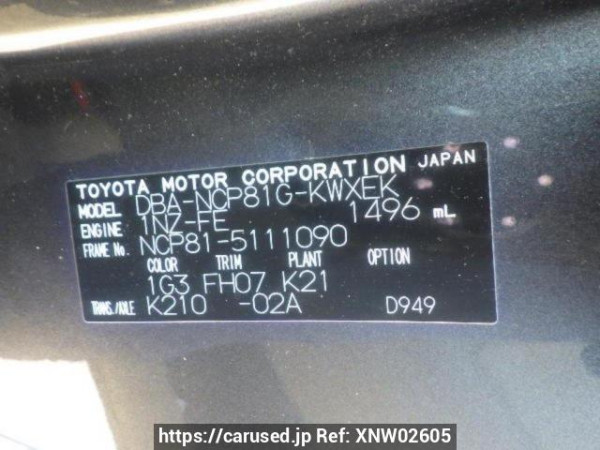 TOYOTA MOTOR CORPORATION JAPAN
MODEL DBA-NCP81G-KWXEK
ENGINE 1NZ-FE 1496 mL
FRAME No. NCP81-5111090
COLOR TRIM PLANT OPTION
1G3 FH07 K21
TRANS./AXLE K210 -02A D949
https://carused.jp Ref: XNW02605